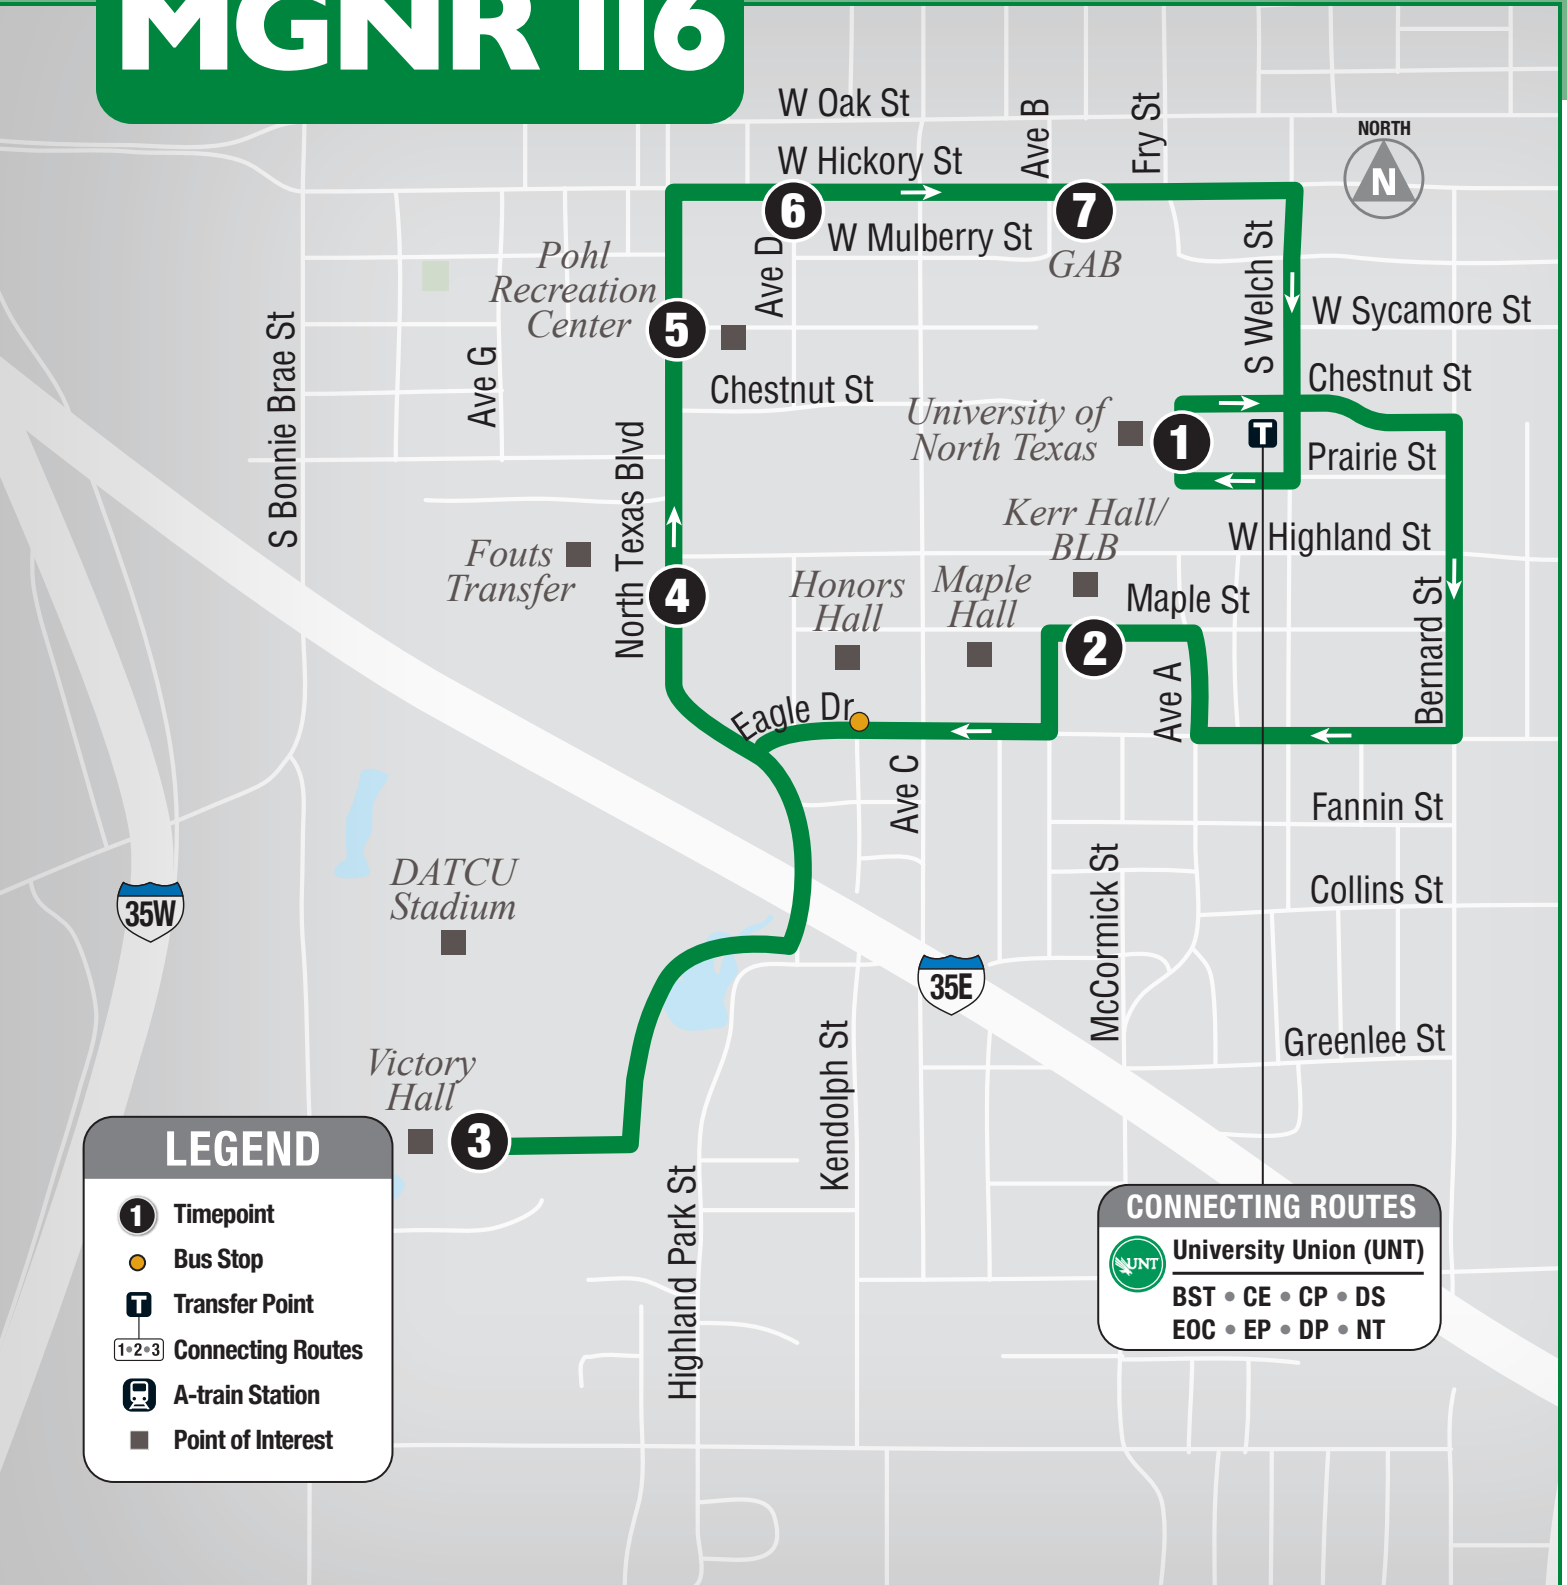 MGNR 116
W Oak St
Ave B
Fry St
NORTH
N
W Hickory St
6
7
W Mulberry St
GAB
Ave D
S Welch St
Pohl
Recreation
Center
5
W Sycamore St
S Bonnie Brae St
Ave G
Chestnut St
Chestnut St
University of
North Texas
1
T
Prairie St
North Texas Blvd
Kerr Hall/
BLB
W Highland St
Fouts
Transfer
4
Honors
Hall
Maple
Hall
Maple St
2
Bernard St
Ave A
Eagle Dr
Ave C
Fannin St
McCormick St
DATCU
Stadium
Collins St
35W
35E
Kendolph St
Greenlee St
Victory
Hall
3
Highland Park St
LEGEND
1 Timepoint
Bus Stop
T Transfer Point
1•2•3 Connecting Routes
A-train Station
Point of Interest
CONNECTING ROUTES
UNT
University Union (UNT)
BST • CE • CP • DS
EOC • EP • DP • NT